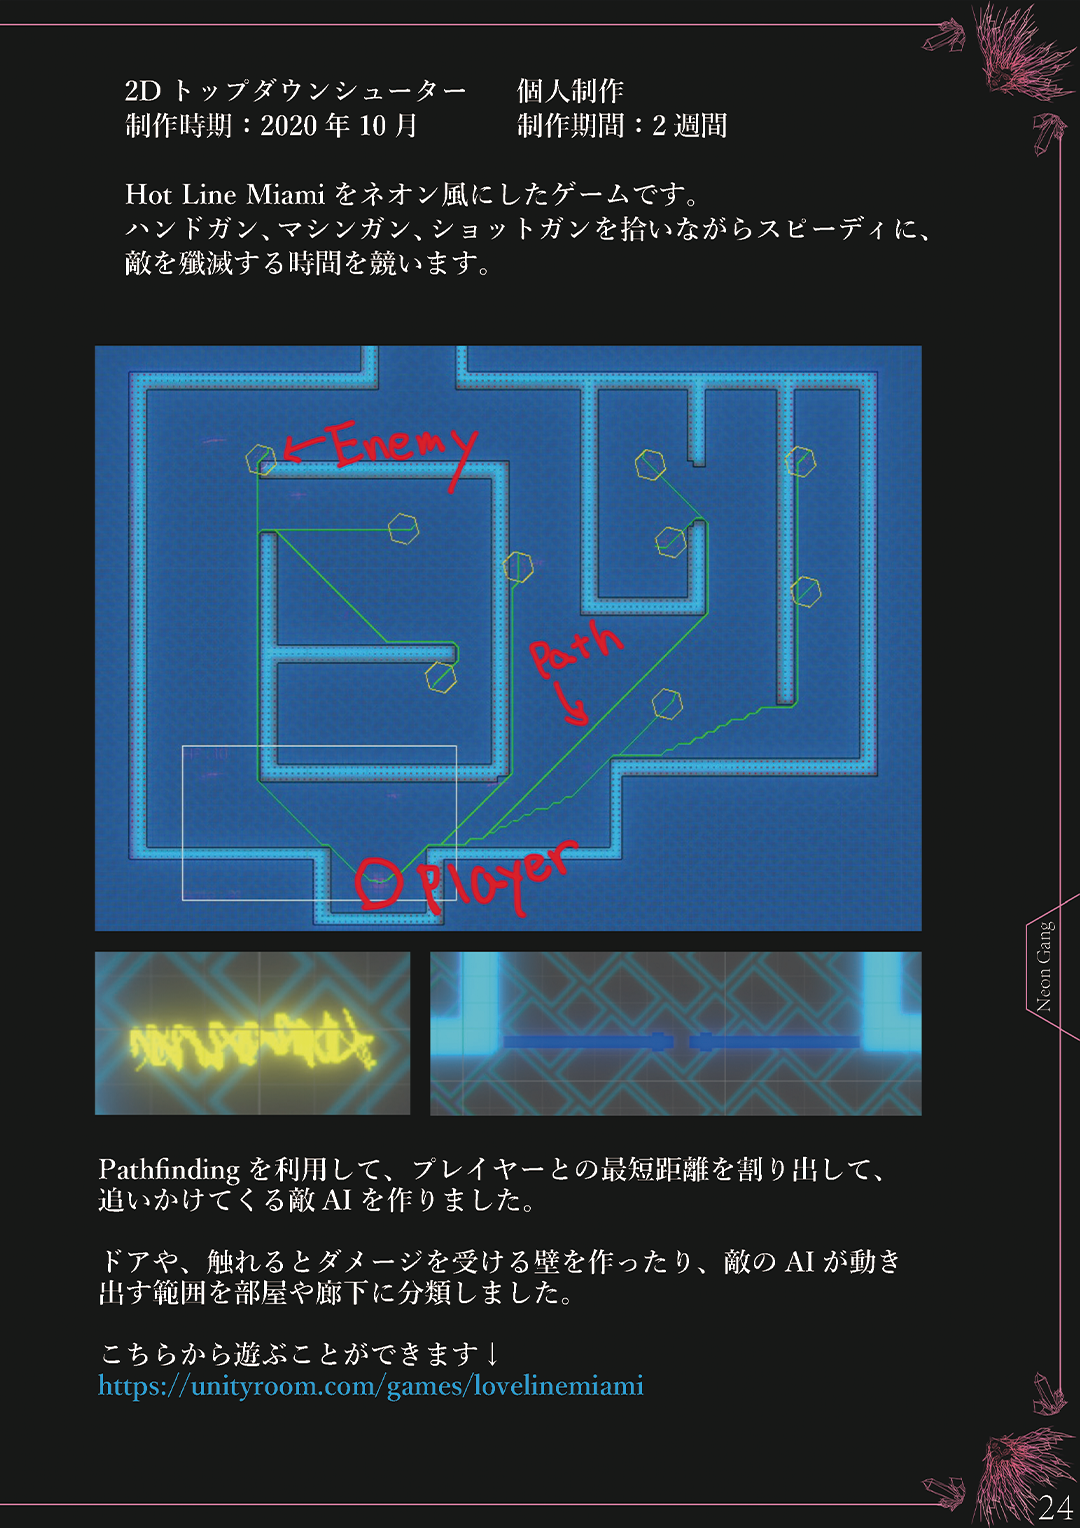 2D トップダウンシューター
個人制作
制作時期：2020 年 10 月
制作期間：2 週間
Hot Line Miami をネオン風にしたゲームです。
ハンドガン、マシンガン、ショットガンを拾いながらスピーディに、
敵を殲滅する時間を競います。
←Enemy
Path
Player
Neon Gang
Pathfinding を利用して、プレイヤーとの最短距離を割り出して、
追いかけてくる敵 AI を作りました。
ドアや、触れるとダメージを受ける壁を作ったり、敵の AI が動き
出す範囲を部屋や廊下に分類しました。
こちらから遊ぶことができます↓
https://unityroom.com/games/lovelinemiami
24